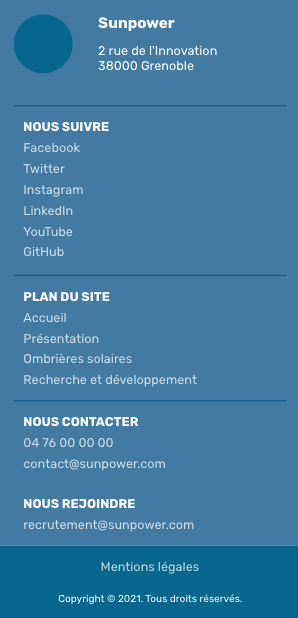 Sunpower
2 rue de l'Innovation
38000 Grenoble
NOUS SUIVRE
Facebook
Twitter
Instagram
LinkedIn
YouTube
GitHub
PLAN DU SITE
Accueil
Présentation
Ombrières solaires
Recherche et développement
NOUS CONTACTER
04 76 00 00 00
contact@sunpower.com
NOUS REJOINDRE
recrutement@sunpower.com
Mentions légales
Copyright © 2021. Tous droits réservés.